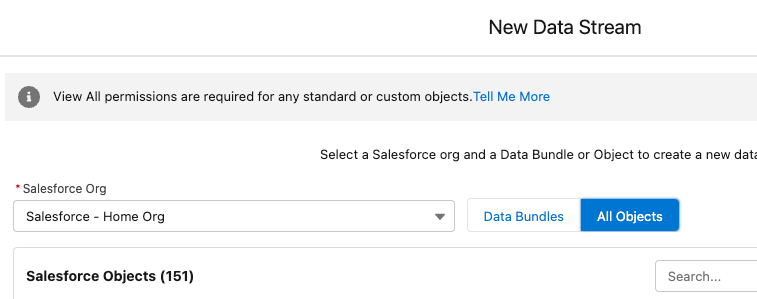 New Data Stream
View All permissions are required for any standard or custom objects.Tell Me More
Select a Salesforce org and a Data Bundle or Object to create a new data
* Salesforce Org
Salesforce - Home Org
Data Bundles
All Objects
Salesforce Objects (151)
Search...